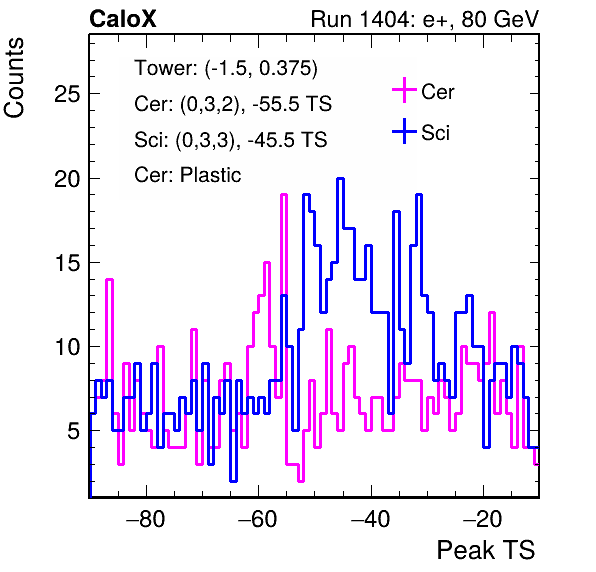 CaloX Run 1404: e+, 80 GeV
Counts
Tower: (-1.5, 0.375)
Cer: (0,3,2), -55.5 TS
Sci: (0,3,3), -45.5 TS
Cer: Plastic
Cer
Sci
25
20
15
10
5
−80 −60 −40 −20
Peak TS